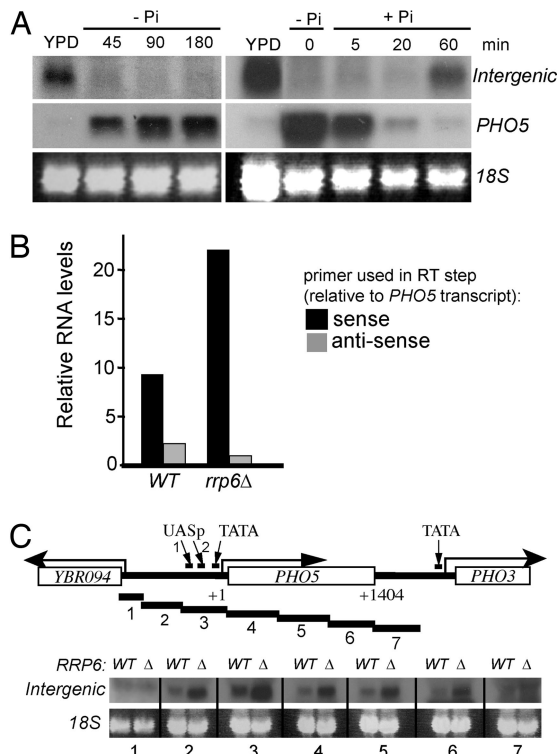 A
- Pi
- Pi
+ Pi
YPD 45 90 180 YPD 0 5 20 60 min
Intergenic
PHO5
18S
B
Relative RNA levels
20
15
10
5
0
WT rrp6Δ
primer used in RT step
(relative to PHO5 transcript):
sense
anti-sense
C
UASp TATA TATA
1 2
YBR094 PHO5 PHO3
+1 +1404
1 2 3 4 5 6 7
RRP6: WT Δ WT Δ WT Δ WT Δ WT Δ WT Δ WT Δ
Intergenic
18S
1 2 3 4 5 6 7